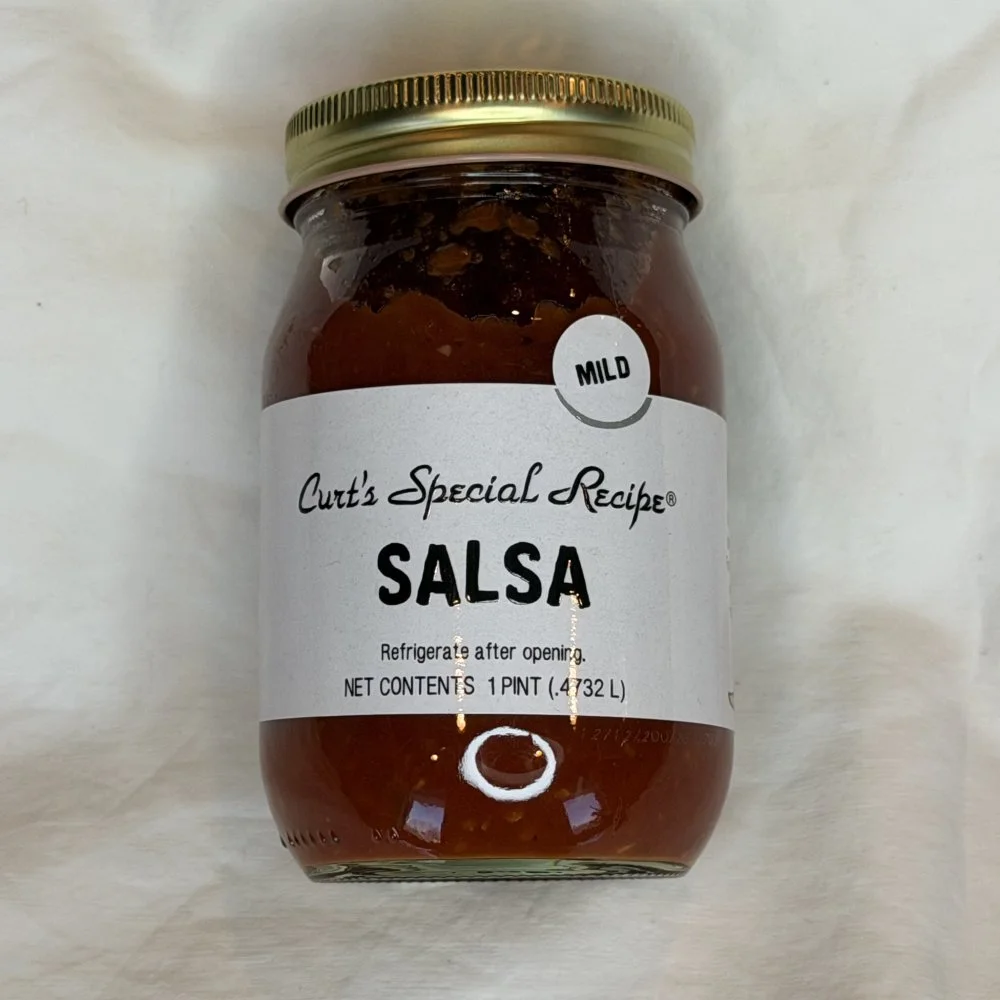 MILD
Curt's Special Recipe®
SALSA
Refrigerate after opening.
NET CONTENTS 1 PINT (.4732 L)